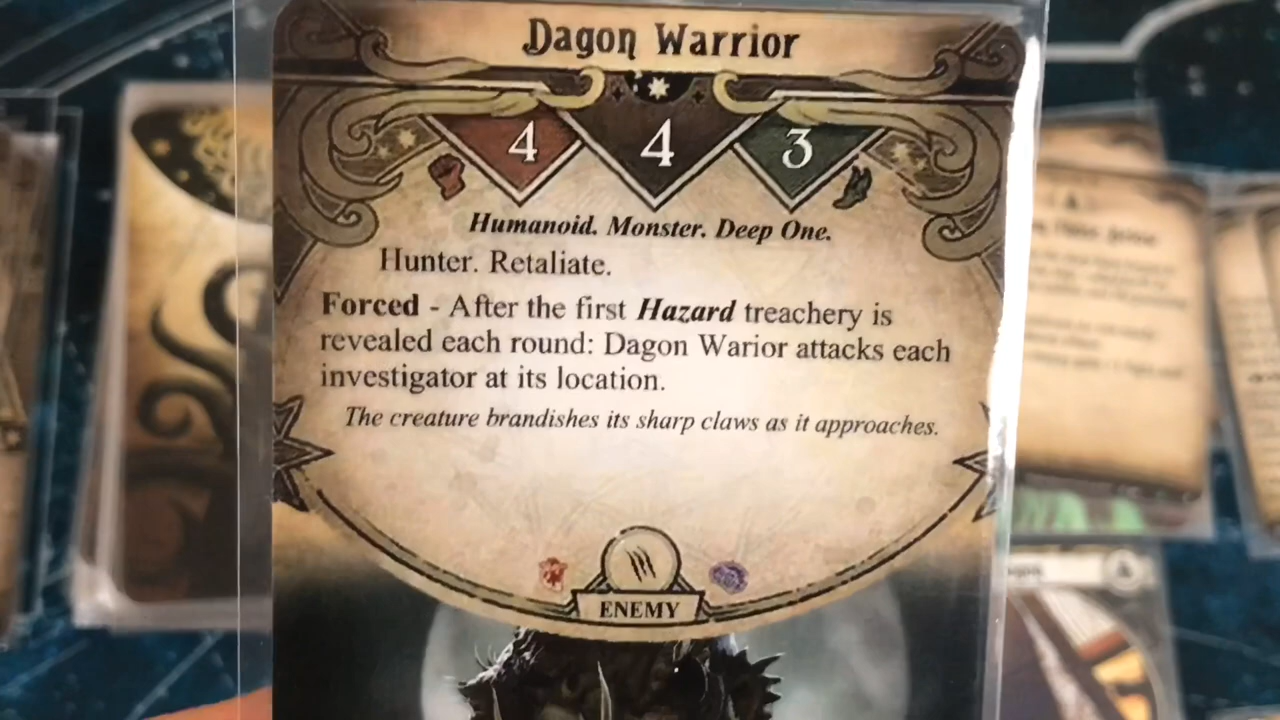 Dagon Warrior
4 4 3
Humanoid. Monster. Deep One.
Hunter. Retaliate.
Forced - After the first Hazard treachery is
revealed each round: Dagon Warior attacks each
investigator at its location.
The creature brandishes its sharp claws as it approaches.
ENEMY